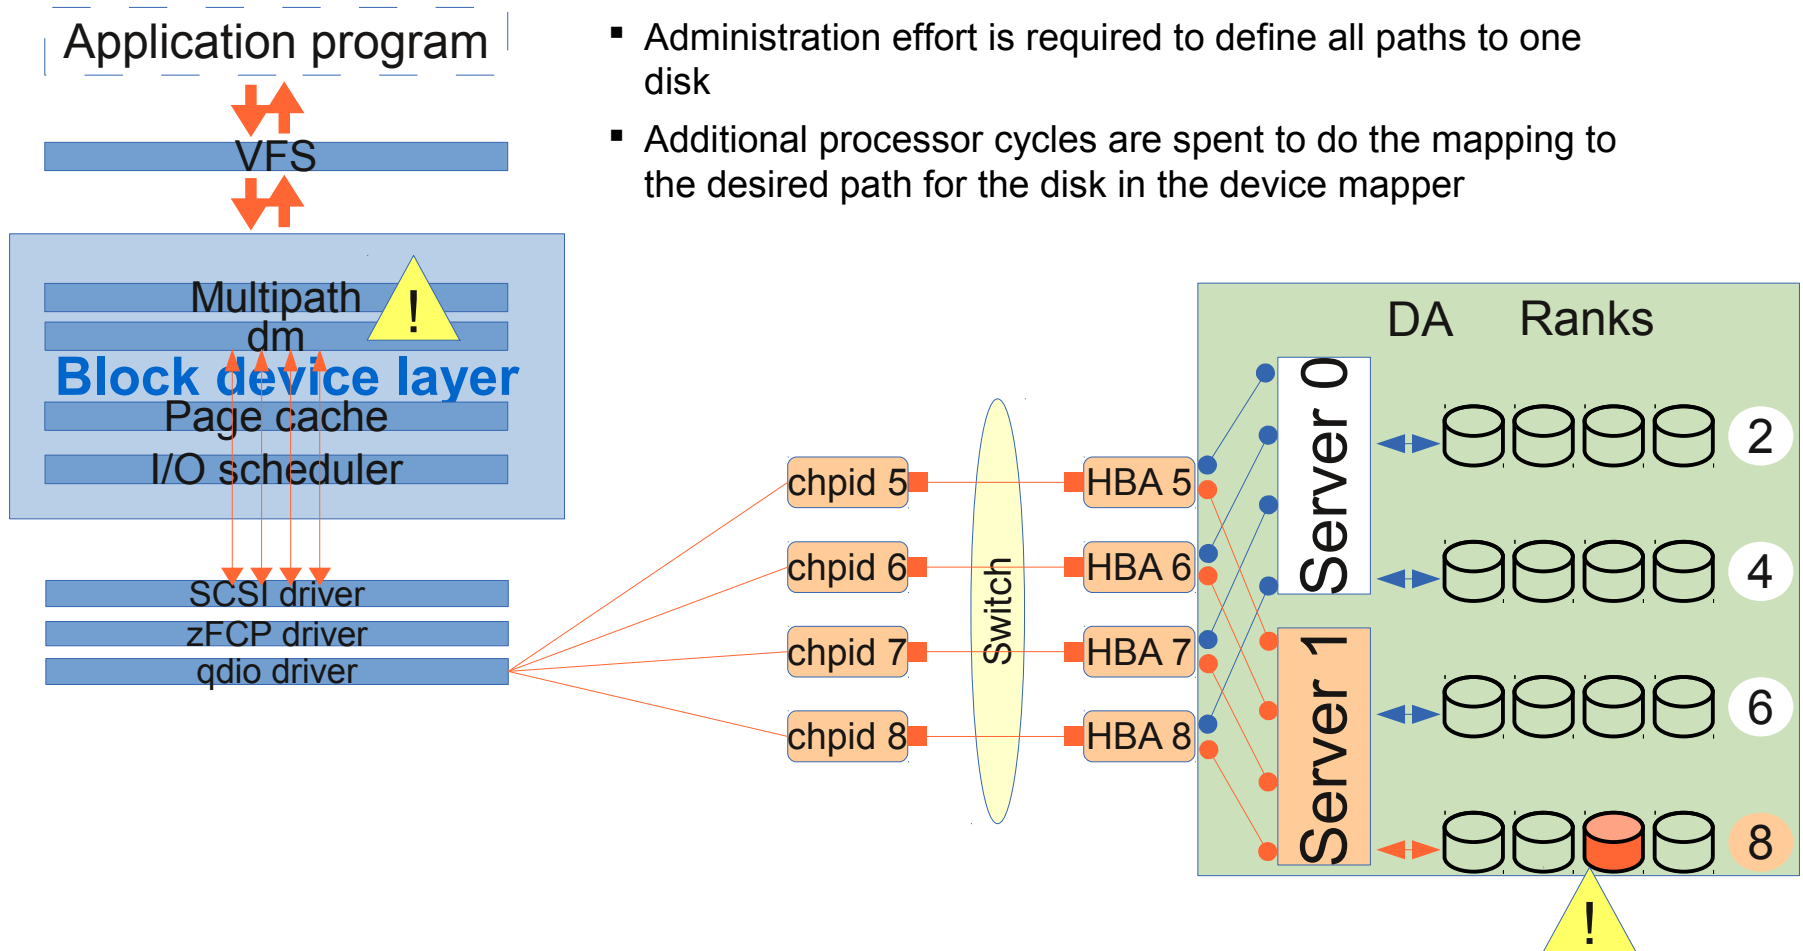 Application program
▪ Administration effort is required to define all paths to one
disk
▪ Additional processor cycles are spent to do the mapping to
the desired path for the disk in the device mapper
VFS
Multipath
!
dm
Block device layer
Page cache
I/O scheduler
SCSI driver
zFCP driver
qdio driver
chpid 5
chpid 6
chpid 7
chpid 8
Switch
HBA 5
HBA 6
HBA 7
HBA 8
DA
Ranks
Server 0
Server 1
2
4
6
8
!